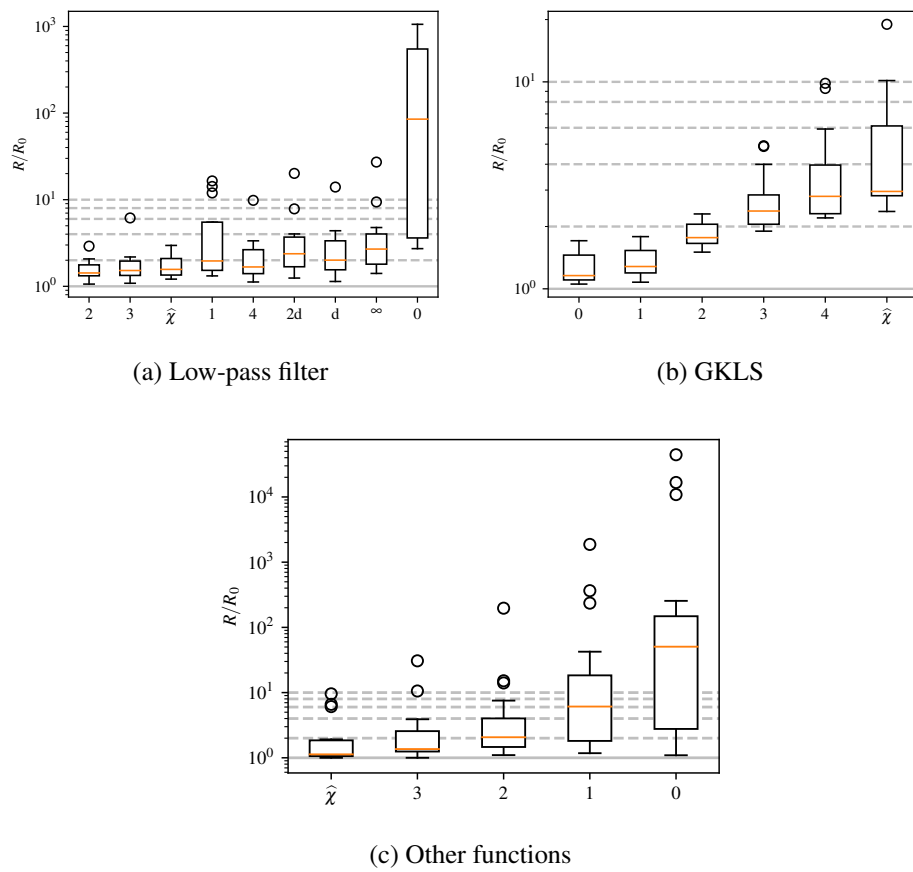 10³
10²
10¹
10⁰
R/R₀
2 3 χ̂ 1 4 2d d ∞ 0
(a) Low-pass filter
10¹
10⁰
R/R₀
0 1 2 3 4 χ̂
(b) GKLS
10⁴
10³
10²
10¹
10⁰
R/R₀
χ̂ 3 2 1 0
(c) Other functions